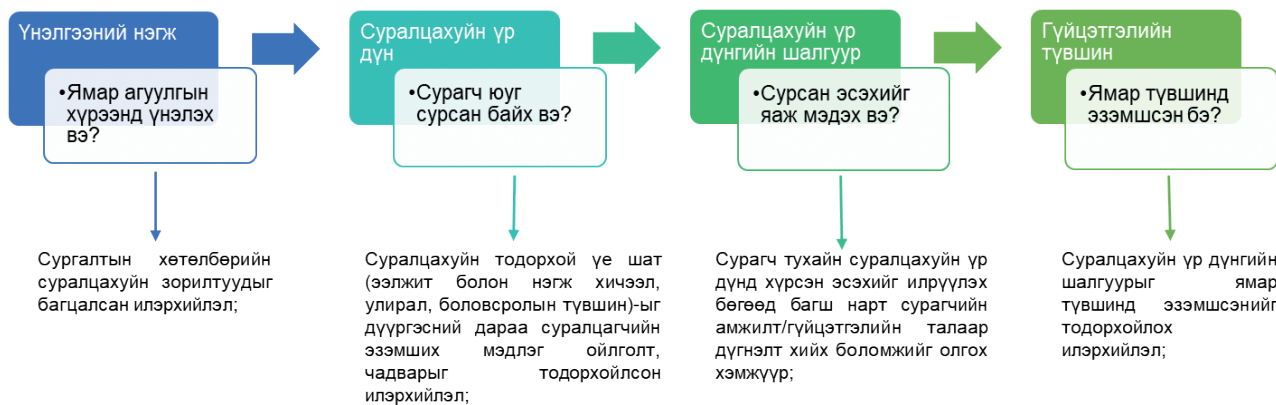 Үнэлгээний нэгж
•Ямар агуулгын
хүрээнд үнэлэх
вэ?
Сургалтын хөтөлбөрийн
суралцахуйн зорилтуудыг
багцалсан илэрхийлэл;
Суралцахуйн үр
дүн
•Сурагч юуг
сурсан байх вэ?
Суралцахуйн тодорхой үе шат
(ээлжит болон нэгж хичээл,
улирал, боловсролын түвшин)-ыг
дүүргэсний дараа суралцагчийн
эзэмших мэдлэг ойлголт,
чадварыг тодорхойлсон
илэрхийлэл;
Суралцахуйн үр
дүнгийн шалгуур
•Сурсан эсэхийг
яаж мэдэх вэ?
Сурагч тухайн суралцахуйн үр
дүнд хүрсэн эсэхийг илрүүлэх
бөгөөд багш нарт сурагчийн
амжилт/гүйцэтгэлийн талаар
дүгнэлт хийх боломжийг олгох
хэмжүүр;
Гүйцэтгэлийн
түвшин
•Ямар түвшинд
эзэмшсэн бэ?
Суралцахуйн үр дүнгийн
шалгуурыг ямар
түвшинд эзэмшсэнийг
тодорхойлох
илэрхийлэл;